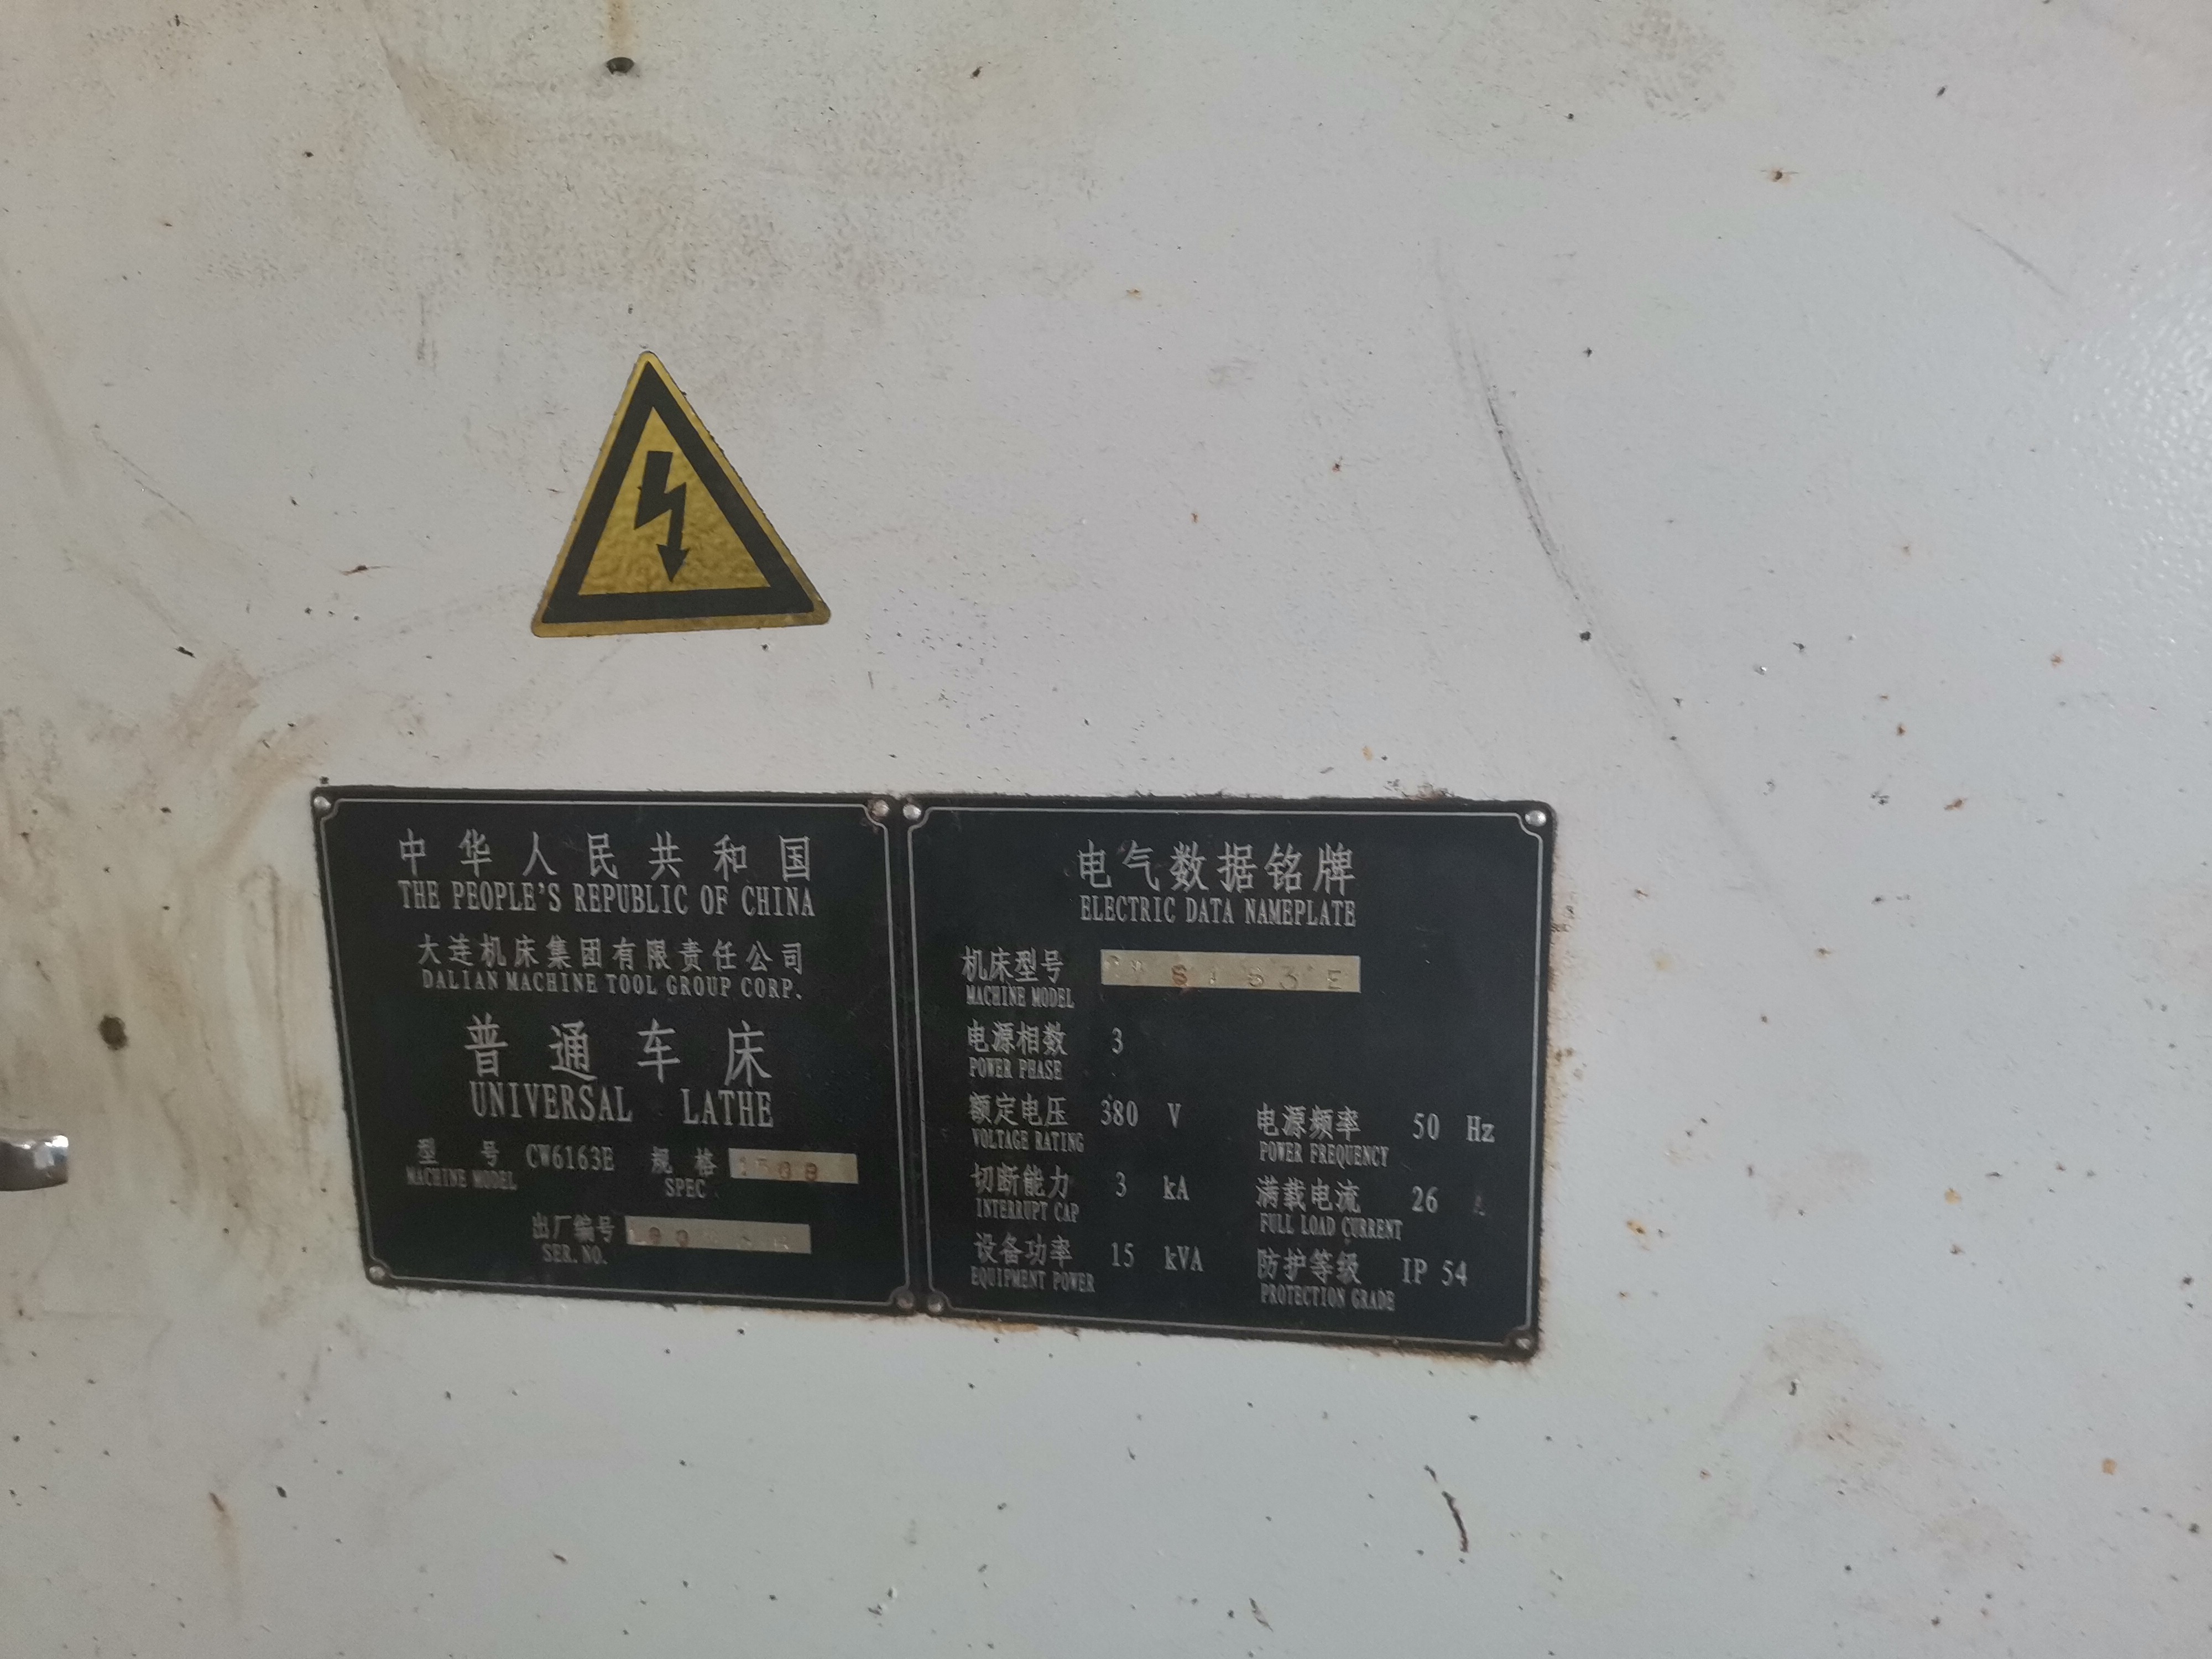 中华人民共和国
THE PEOPLE'S REPUBLIC OF CHINA
大连机床集团有限责任公司
DALIAN MACHINE TOOL GROUP CORP.
普通车床
UNIVERSAL LATHE
型号 CW6163E 规格 1500
MACHINE MODEL SPEC
出厂编号
SER. NO.
电气数据铭牌
ELECTRIC DATA NAMEPLATE
机床型号 CW6163E
MACHINE MODEL
电源相数 3
POWER PHASE
额定电压 380 V 电源频率 50 Hz
VOLTAGE RATING POWER FREQUENCY
切断能力 3 kA 满载电流 26 A
INTERRUPT CAP FULL LOAD CURRENT
设备功率 15 kVA 防护等级 IP 54
EQUIPMENT POWER PROTECTION GRADE